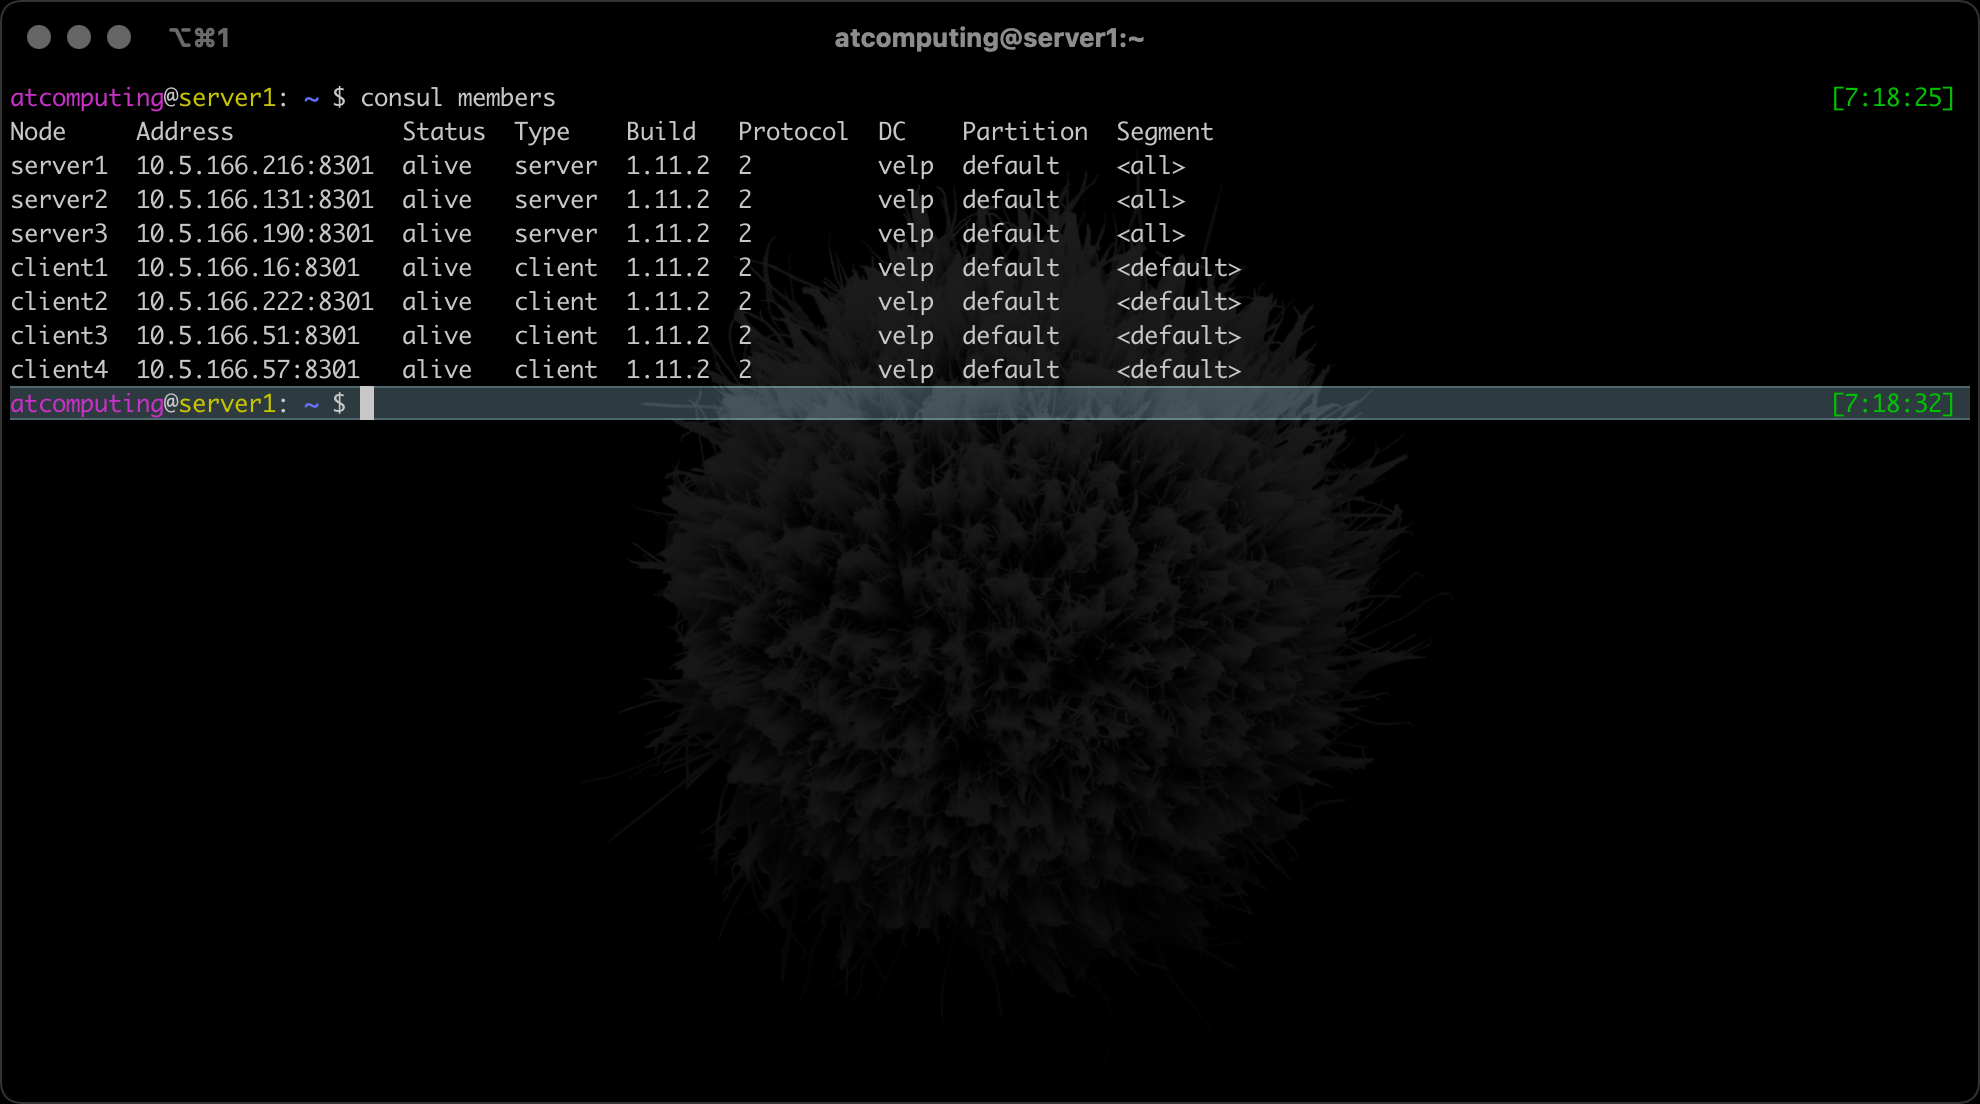 ⌥⌘1 atcomputing@server1:~
atcomputing@server1: ~ $ consul members [7:18:25]
Node Address Status Type Build Protocol DC Partition Segment
server1 10.5.166.216:8301 alive server 1.11.2 2 velp default <all>
server2 10.5.166.131:8301 alive server 1.11.2 2 velp default <all>
server3 10.5.166.190:8301 alive server 1.11.2 2 velp default <all>
client1 10.5.166.16:8301 alive client 1.11.2 2 velp default <default>
client2 10.5.166.222:8301 alive client 1.11.2 2 velp default <default>
client3 10.5.166.51:8301 alive client 1.11.2 2 velp default <default>
client4 10.5.166.57:8301 alive client 1.11.2 2 velp default <default>
atcomputing@server1: ~ $ [7:18:32]